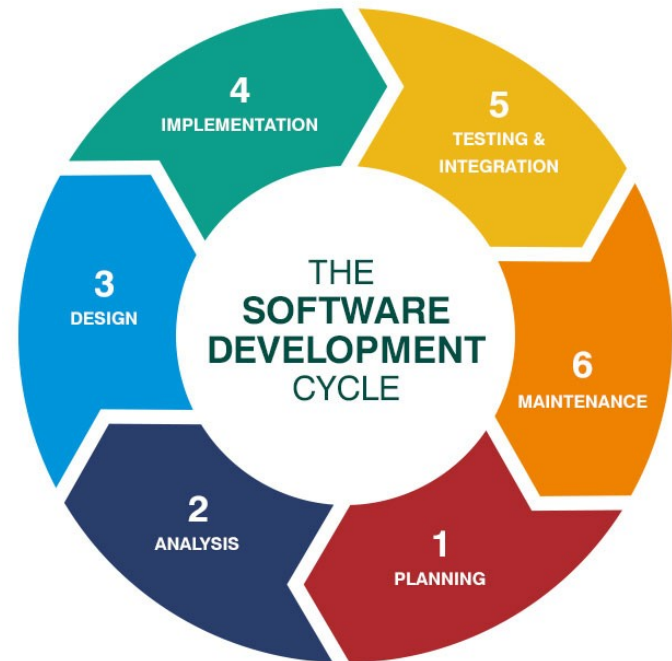 THE
SOFTWARE
DEVELOPMENT
CYCLE
1
PLANNING
2
ANALYSIS
3
DESIGN
4
IMPLEMENTATION
5
TESTING &
INTEGRATION
6
MAINTENANCE